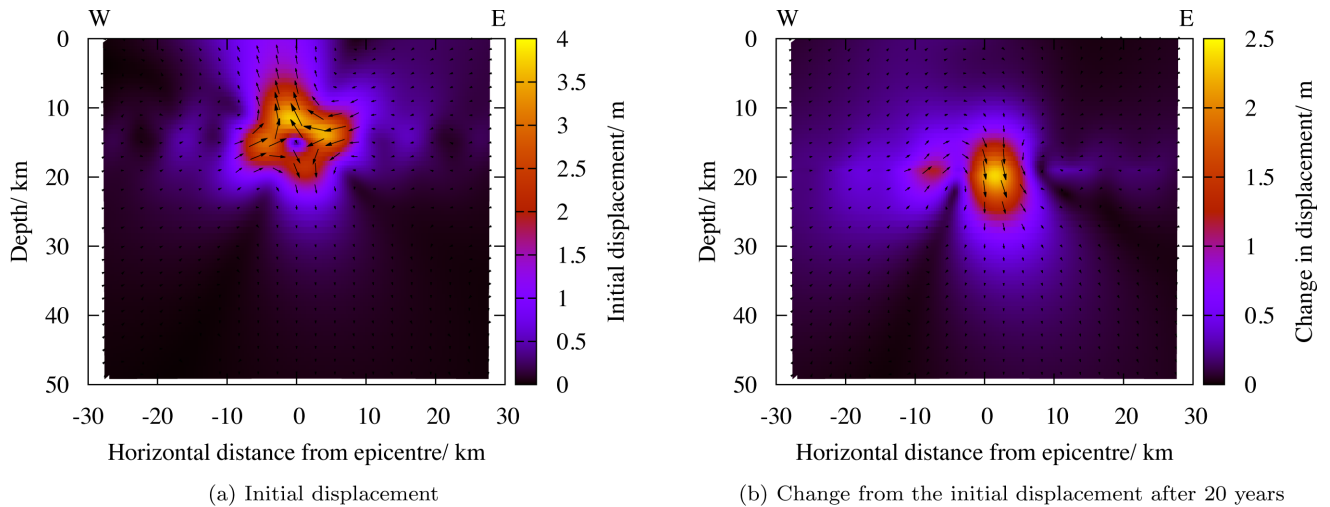 W E
0
10
20
30
40
50
Depth/ km
-30 -20 -10 0 10 20 30
Horizontal distance from epicentre/ km
4
3.5
3
2.5
2
1.5
1
0.5
0
Initial displacement/ m
(a) Initial displacement
W E
0
10
20
30
40
50
Depth/ km
-30 -20 -10 0 10 20 30
Horizontal distance from epicentre/ km
2.5
2
1.5
1
0.5
0
Change in displacement/ m
(b) Change from the initial displacement after 20 years